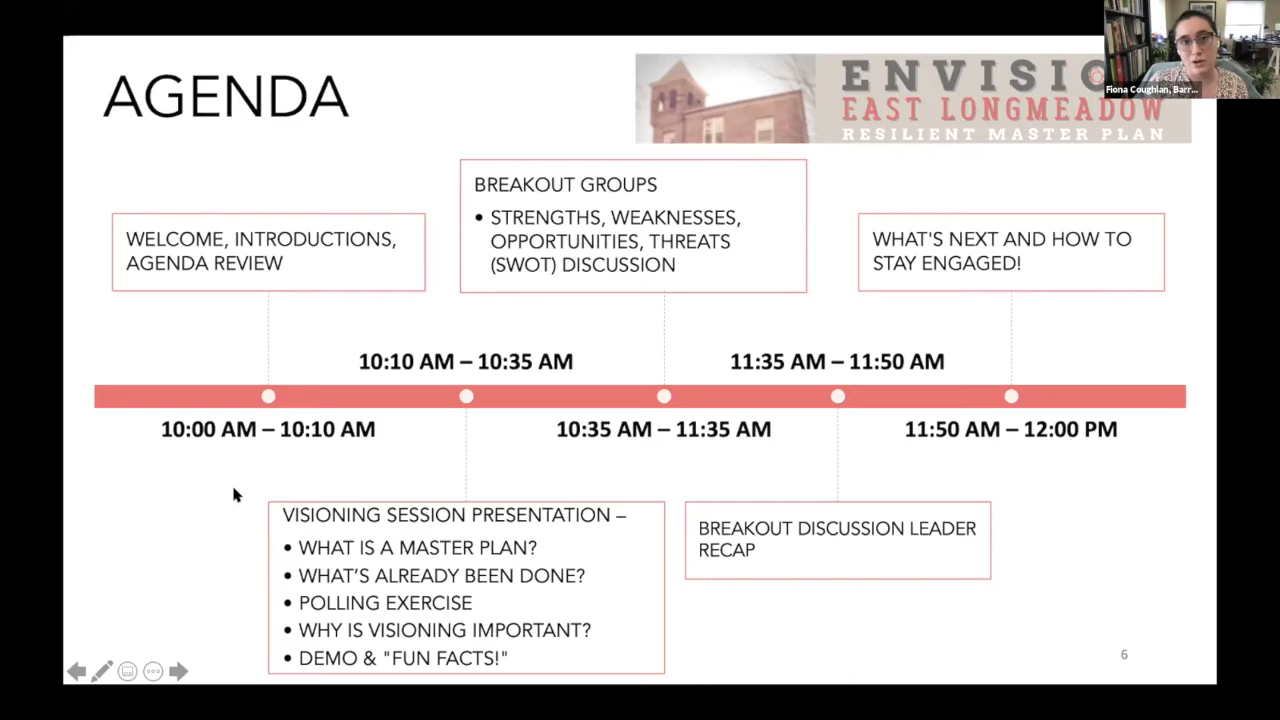 AGENDA
ENVISIO
EAST LONGMEADOW
RESILIENT MASTER PLAN
Fiona Coughlan, Barr...
WELCOME, INTRODUCTIONS,
AGENDA REVIEW
BREAKOUT GROUPS
• STRENGTHS, WEAKNESSES,
OPPORTUNITIES, THREATS
(SWOT) DISCUSSION
WHAT'S NEXT AND HOW TO
STAY ENGAGED!
10:10 AM – 10:35 AM
11:35 AM – 11:50 AM
10:00 AM – 10:10 AM
10:35 AM – 11:35 AM
11:50 AM – 12:00 PM
VISIONING SESSION PRESENTATION –
• WHAT IS A MASTER PLAN?
• WHAT’S ALREADY BEEN DONE?
• POLLING EXERCISE
• WHY IS VISIONING IMPORTANT?
• DEMO & "FUN FACTS!"
BREAKOUT DISCUSSION LEADER
RECAP
6